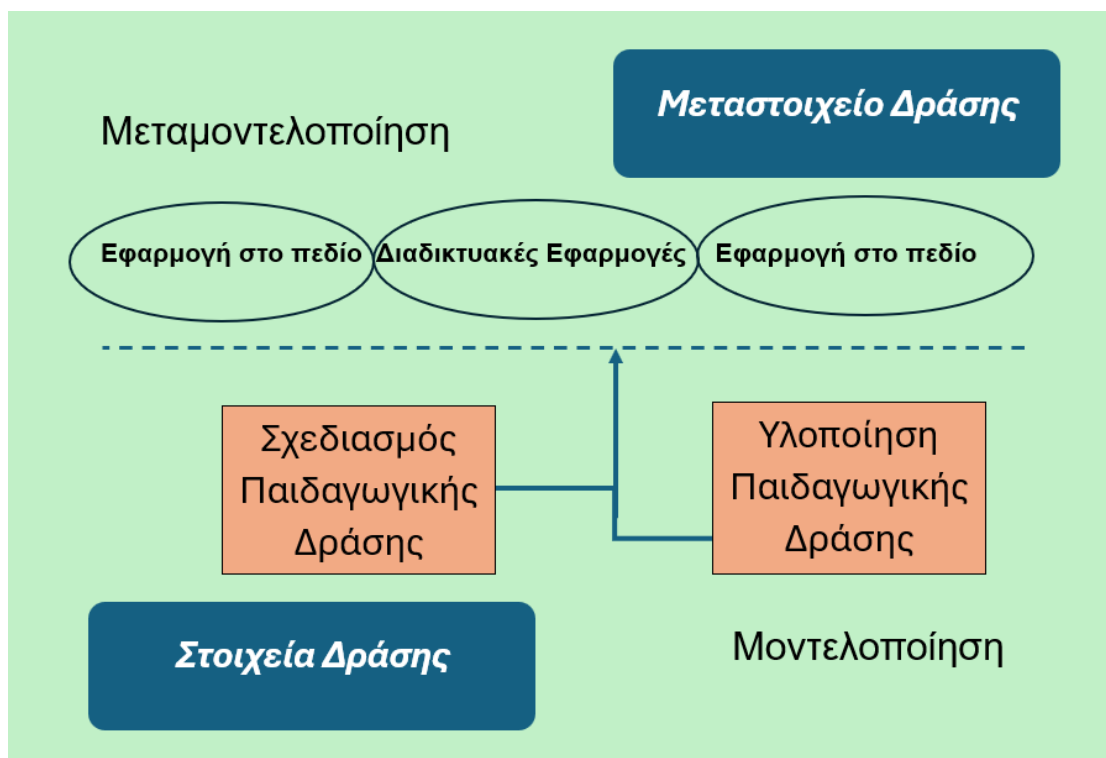 Μεταστοιχείο Δράσης
Μεταμοντελοποίηση
Εφαρμογή στο πεδίο
Διαδικτυακές Εφαρμογές
Εφαρμογή στο πεδίο
Σχεδιασμός
Παιδαγωγικής
Δράσης
Υλοποίηση
Παιδαγωγικής
Δράσης
Στοιχεία Δράσης
Μοντελοποίηση